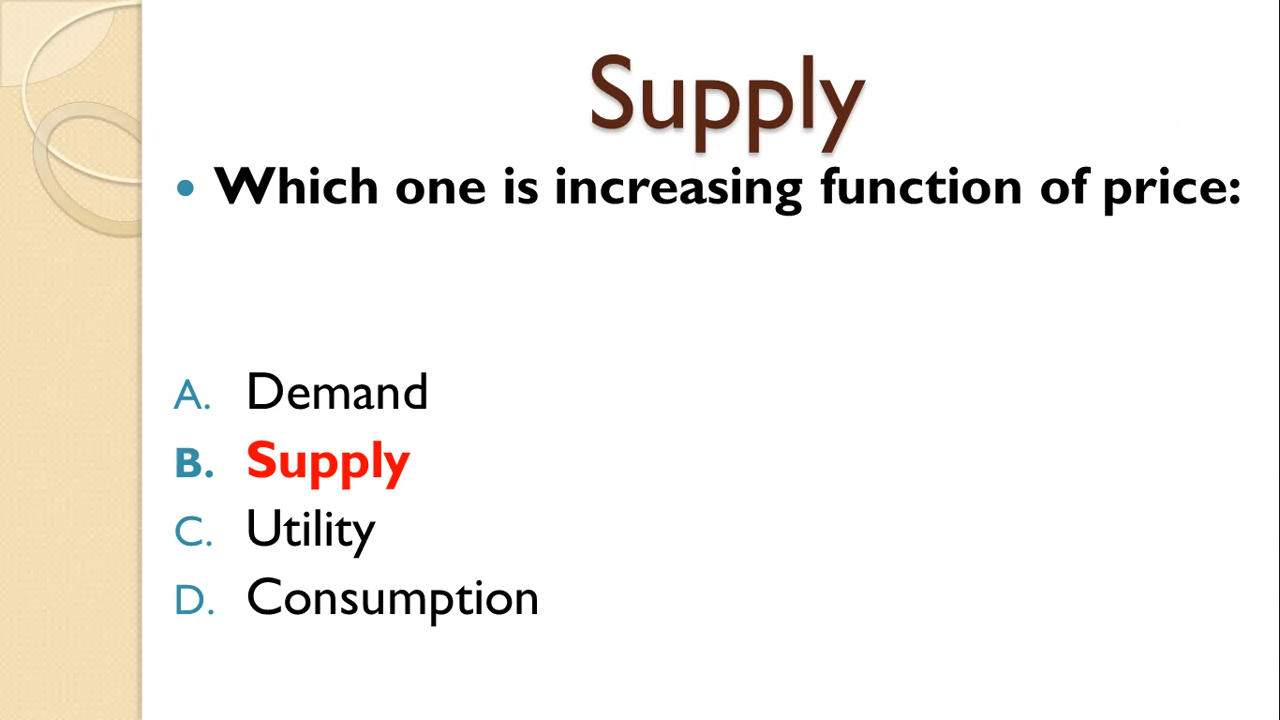 Supply
• Which one is increasing function of price:
A. Demand
B. Supply
C. Utility
D. Consumption